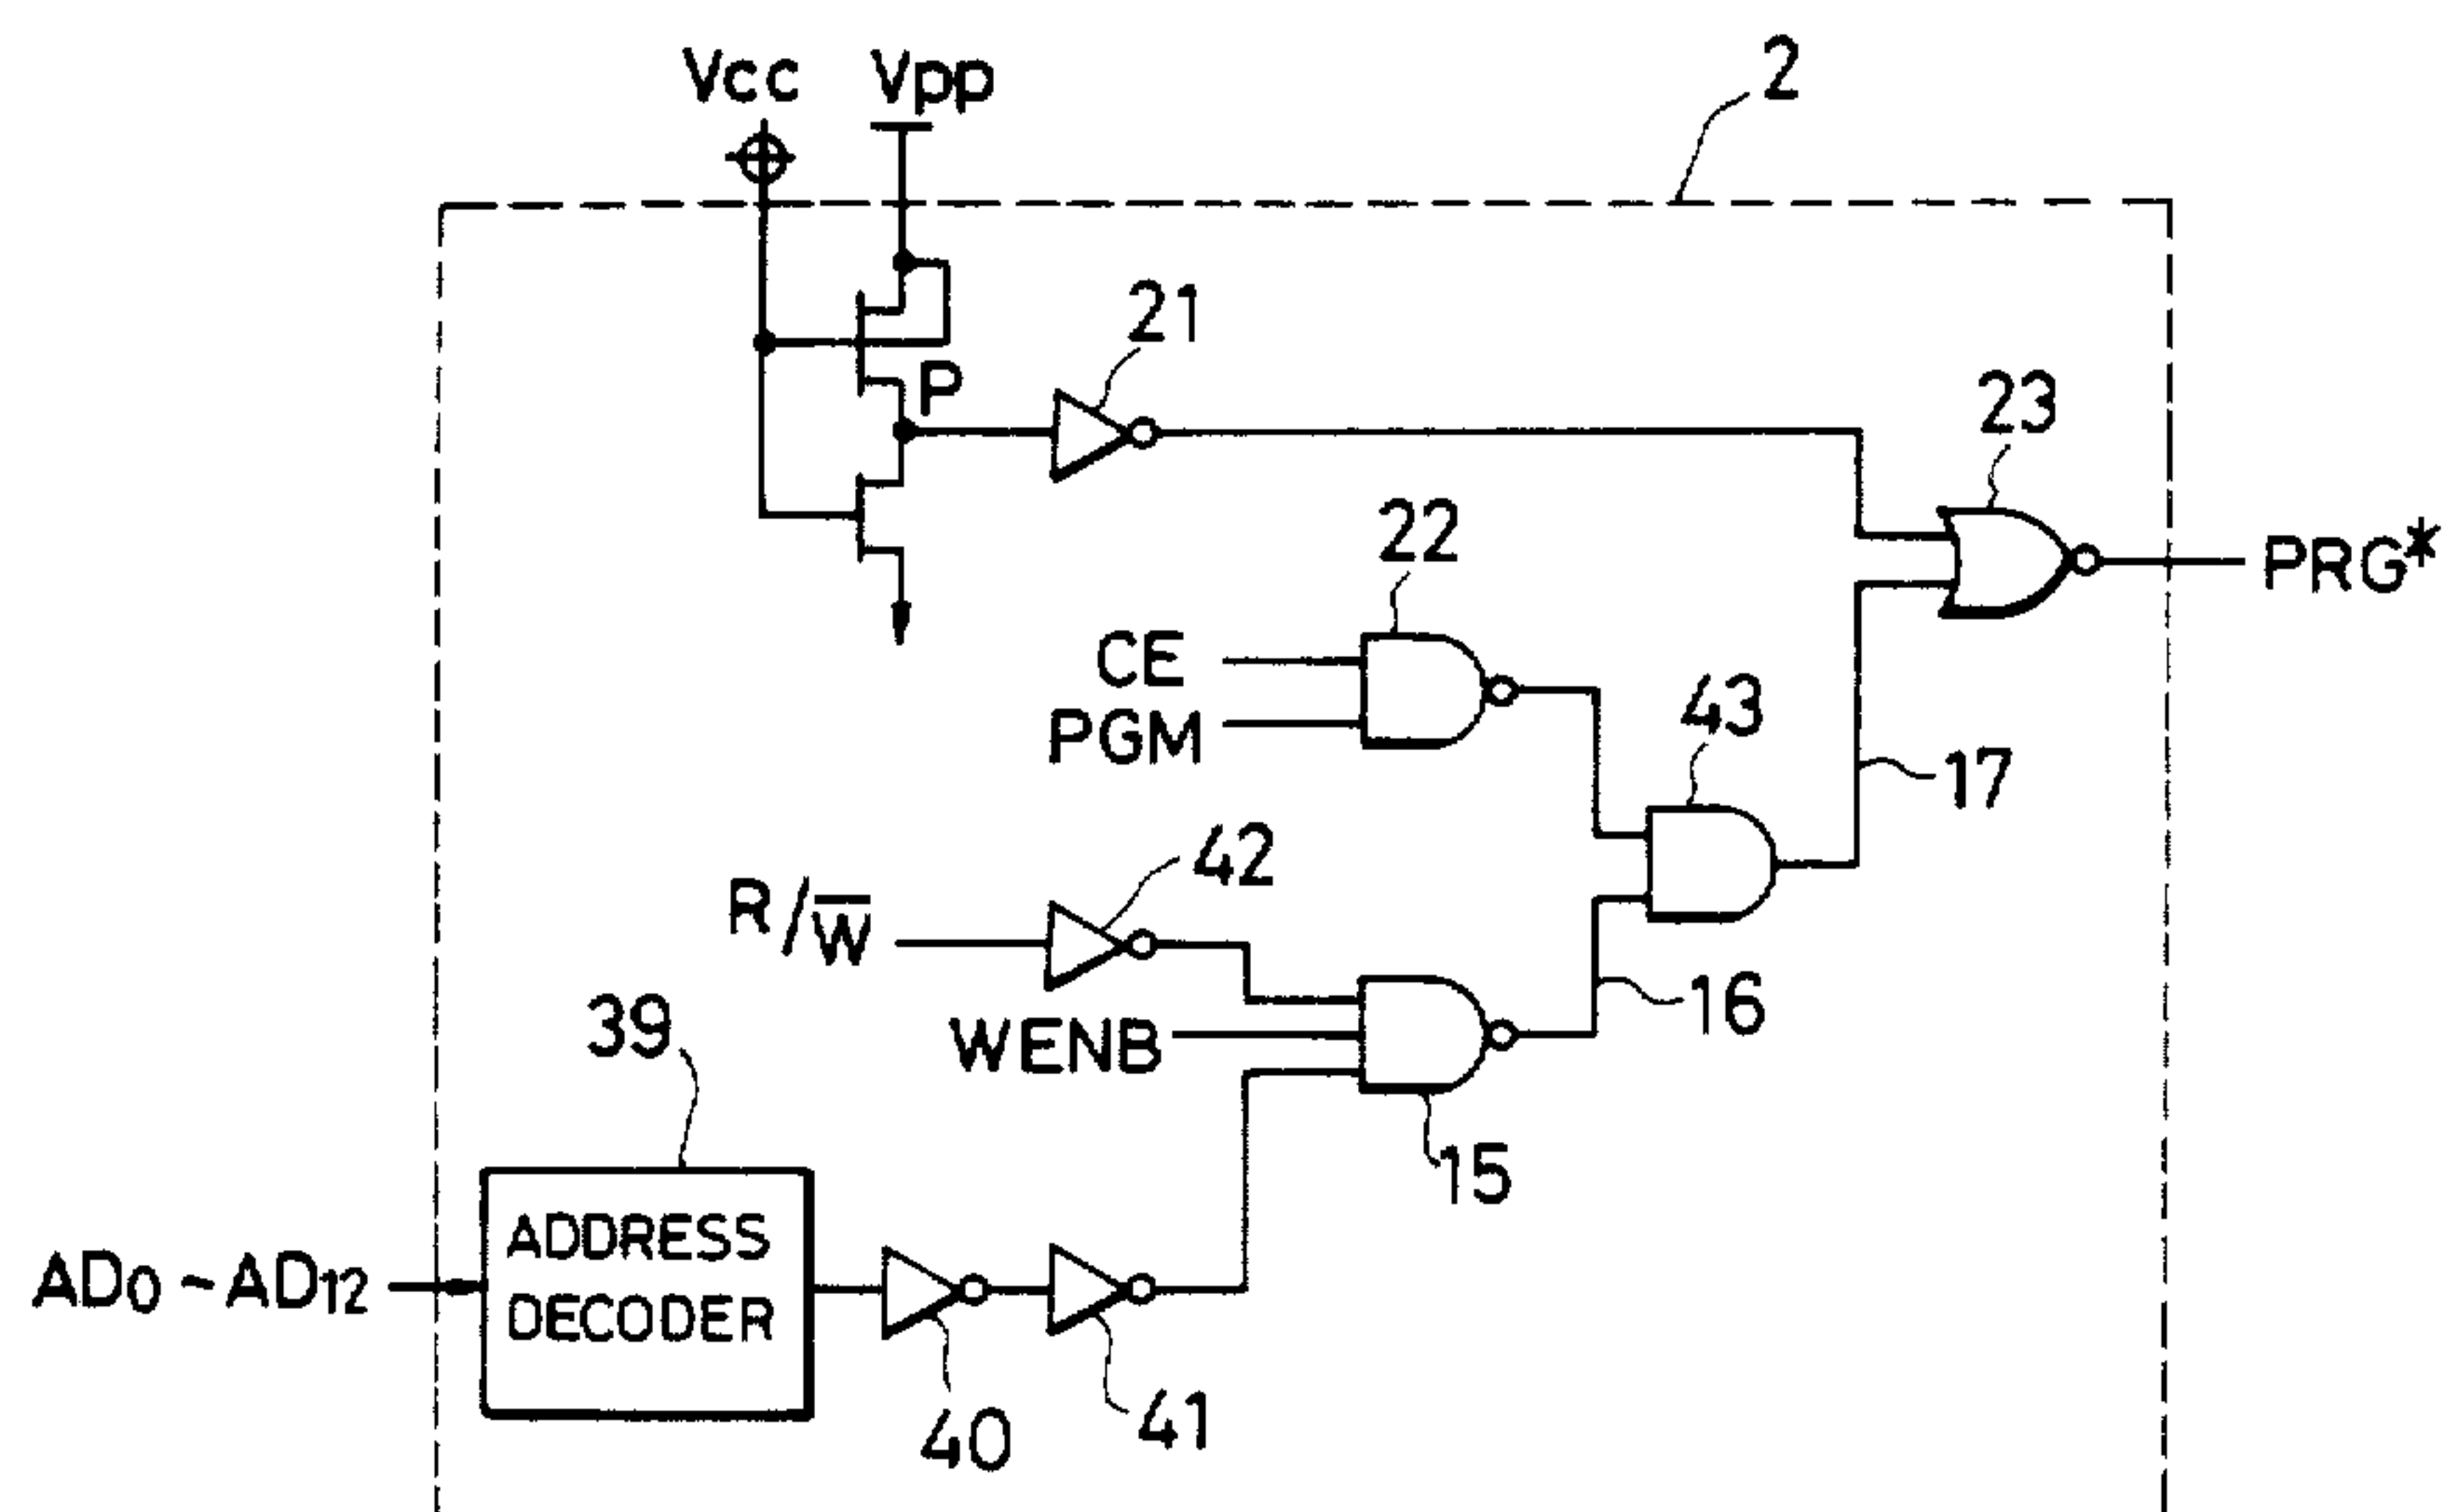 Vcc
Vpp
2
21
P
23
22
PRG*
CE
PGM
43
17
42
R/W̅
39
WENB
16
15
ADDRESS
DECODER
AD0 ~ AD12
40
41